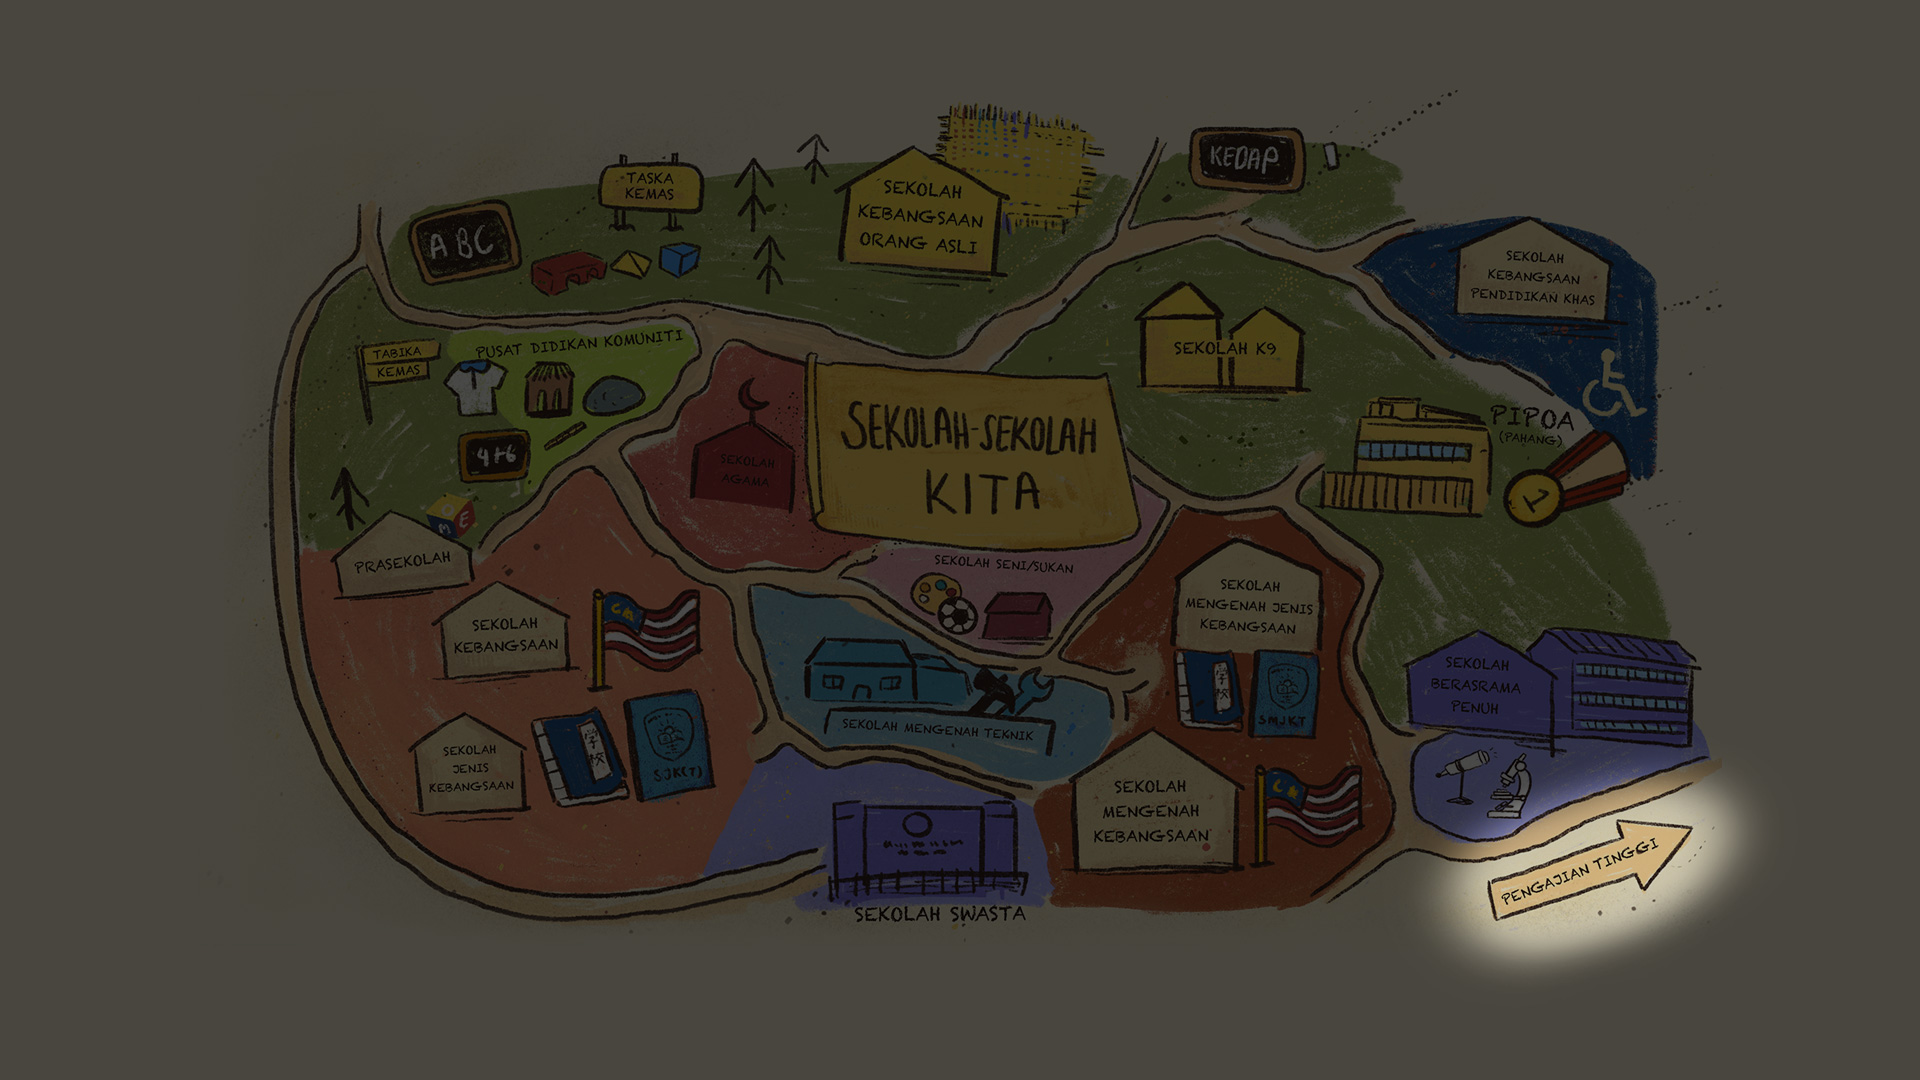 KEDAP
TASKA
KEMAS
ABC
SEKOLAH
KEBANGSAAN
ORANG ASLI
SEKOLAH
KEBANGSAAN
PENDIDIKAN KHAS
TABIKA
KEMAS
PUSAT DIDIKAN KOMUNITI
SEKOLAH K9
4+6
SEKOLAH
AGAMA
SEKOLAH-SEKOLAH
KITA
PIPOA
(PAHANG)
1
PRASEKOLAH
SEKOLAH SENI/SUKAN
SEKOLAH
KEBANGSAAN
SEKOLAH
MENGENAH JENIS
KEBANGSAAN
学校
SMJKT
SEKOLAH
BERASRAMA
PENUH
SEKOLAH MENGENAH TEKNIK
SEKOLAH
JENIS
KEBANGSAAN
学校
SJK(T)
SEKOLAH
MENGENAH
KEBANGSAAN
PENGAJIAN TINGGI
SEKOLAH SWASTA